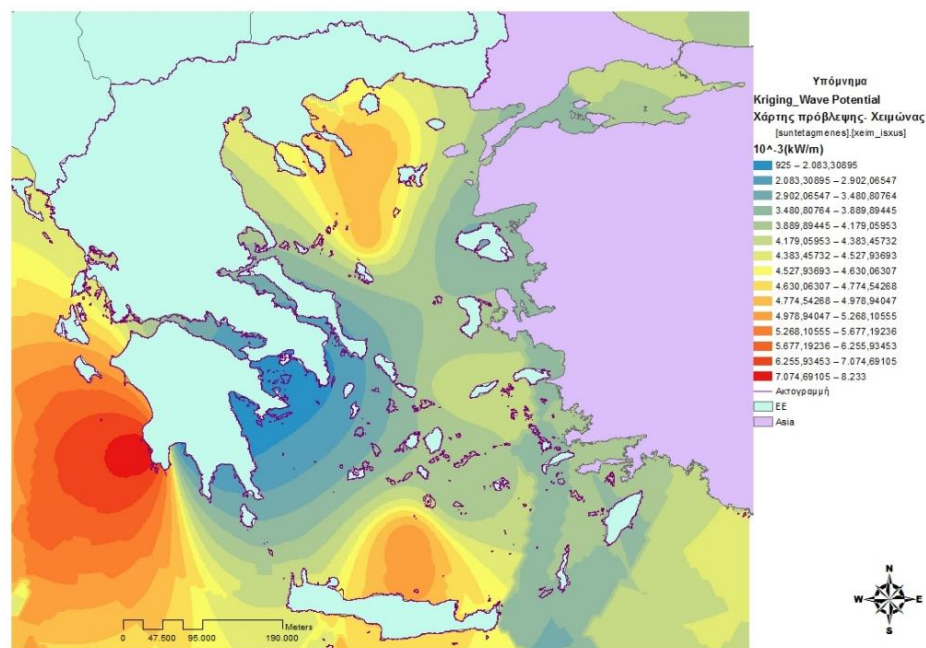 Υπόμνημα
Kriging_Wave Potential
Χάρτης πρόβλεψης- Χειμώνας
[suntetagmenes].[xeim_isxus]
10^-3(kW/m)
925 – 2.083,30895
2.083,30895 – 2.902,06547
2.902,06547 – 3.480,80764
3.480,80764 – 3.889,89445
3.889,89445 – 4.179,05953
4.179,05953 – 4.383,45732
4.383,45732 – 4.527,93693
4.527,93693 – 4.630,06307
4.630,06307 – 4.774,54268
4.774,54268 – 4.978,94047
4.978,94047 – 5.268,10555
5.268,10555 – 5.677,19236
5.677,19236 – 6.255,93453
6.255,93453 – 7.074,69105
7.074,69105 – 8.233
Ακτογραμμή
ΕΕ
Asia
N
W E
S
Meters
0 47.500 95.000 190.000